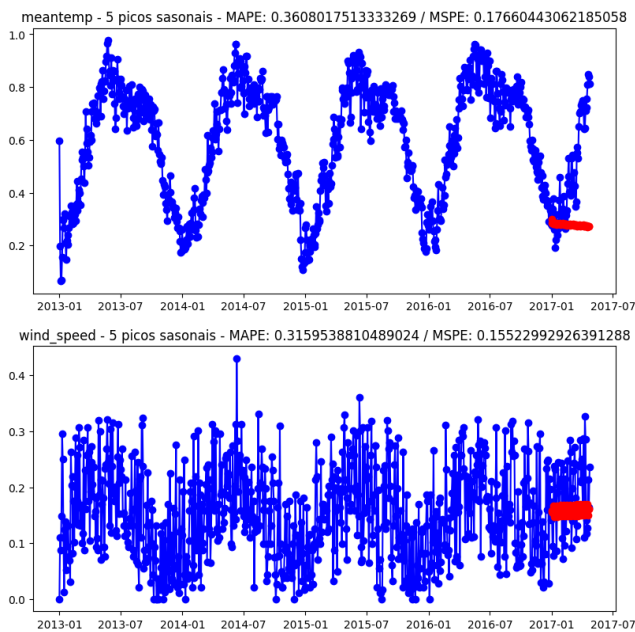 meantemp - 5 picos sasonais - MAPE: 0.3608017513333269 / MSPE: 0.17660443062185058
1.0
0.8
0.6
0.4
0.2
2013-01 2013-07 2014-01 2014-07 2015-01 2015-07 2016-01 2016-07 2017-01 2017-07
wind_speed - 5 picos sasonais - MAPE: 0.3159538810489024 / MSPE: 0.15522992926391288
0.4
0.3
0.2
0.1
0.0
2013-01 2013-07 2014-01 2014-07 2015-01 2015-07 2016-01 2016-07 2017-01 2017-07